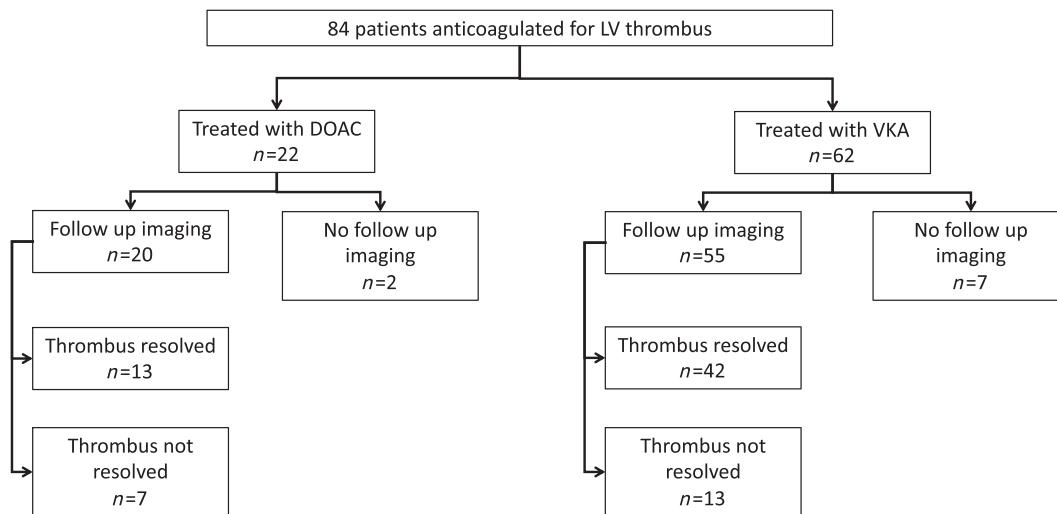 84 patients anticoagulated for LV thrombus
Treated with DOAC
n=22
Treated with VKA
n=62
Follow up imaging
n=20
No follow up
imaging
n=2
Follow up imaging
n=55
No follow up
imaging
n=7
Thrombus resolved
n=13
Thrombus resolved
n=42
Thrombus not
resolved
n=7
Thrombus not
resolved
n=13